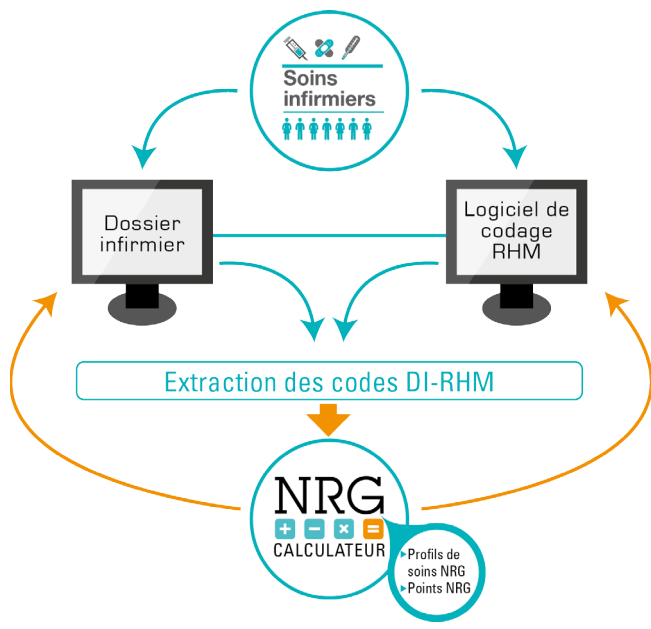 Soins
infirmiers
Dossier
infirmier
Logiciel de
codage
RHM
Extraction des codes DI-RHM
NRG
+ − × =
CALCULATEUR
▸Profils de
soins NRG
▸Points NRG